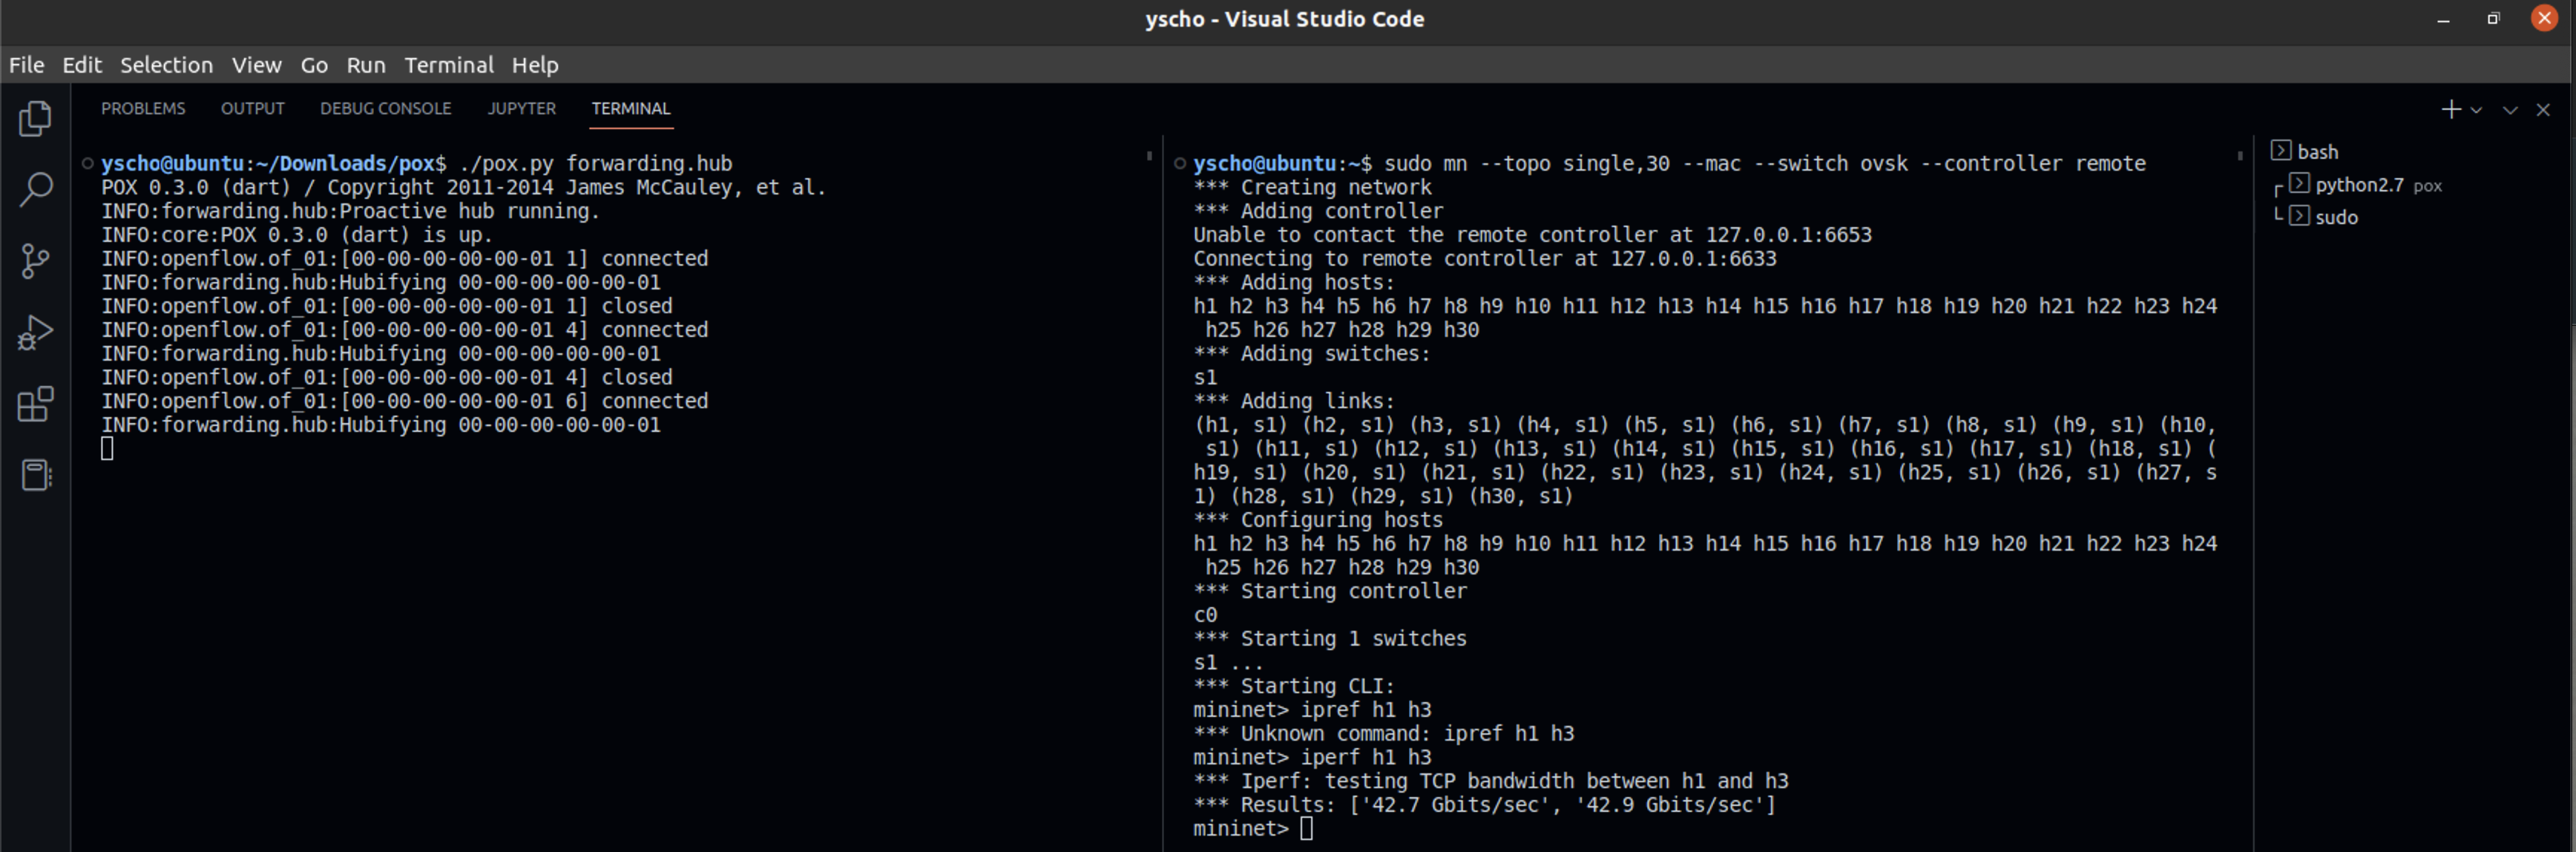 yscho - Visual Studio Code
File Edit Selection View Go Run Terminal Help
PROBLEMS OUTPUT DEBUG CONSOLE JUPYTER TERMINAL
yscho@ubuntu:~/Downloads/pox$ ./pox.py forwarding.hub
POX 0.3.0 (dart) / Copyright 2011-2014 James McCauley, et al.
INFO:forwarding.hub:Proactive hub running.
INFO:core:POX 0.3.0 (dart) is up.
INFO:openflow.of_01:[00-00-00-00-00-01 1] connected
INFO:forwarding.hub:Hubifying 00-00-00-00-00-01
INFO:openflow.of_01:[00-00-00-00-00-01 1] closed
INFO:openflow.of_01:[00-00-00-00-00-01 4] connected
INFO:forwarding.hub:Hubifying 00-00-00-00-00-01
INFO:openflow.of_01:[00-00-00-00-00-01 4] closed
INFO:openflow.of_01:[00-00-00-00-00-01 6] connected
INFO:forwarding.hub:Hubifying 00-00-00-00-00-01
yscho@ubuntu:~$ sudo mn --topo single,30 --mac --switch ovsk --controller remote
*** Creating network
*** Adding controller
Unable to contact the remote controller at 127.0.0.1:6653
Connecting to remote controller at 127.0.0.1:6633
*** Adding hosts:
h1 h2 h3 h4 h5 h6 h7 h8 h9 h10 h11 h12 h13 h14 h15 h16 h17 h18 h19 h20 h21 h22 h23 h24
h25 h26 h27 h28 h29 h30
*** Adding switches:
s1
*** Adding links:
(h1, s1) (h2, s1) (h3, s1) (h4, s1) (h5, s1) (h6, s1) (h7, s1) (h8, s1) (h9, s1) (h10,
s1) (h11, s1) (h12, s1) (h13, s1) (h14, s1) (h15, s1) (h16, s1) (h17, s1) (h18, s1) (
h19, s1) (h20, s1) (h21, s1) (h22, s1) (h23, s1) (h24, s1) (h25, s1) (h26, s1) (h27, s
1) (h28, s1) (h29, s1) (h30, s1)
*** Configuring hosts
h1 h2 h3 h4 h5 h6 h7 h8 h9 h10 h11 h12 h13 h14 h15 h16 h17 h18 h19 h20 h21 h22 h23 h24
h25 h26 h27 h28 h29 h30
*** Starting controller
c0
*** Starting 1 switches
s1 ...
*** Starting CLI:
mininet> ipref h1 h3
*** Unknown command: ipref h1 h3
mininet> iperf h1 h3
*** Iperf: testing TCP bandwidth between h1 and h3
*** Results: ['42.7 Gbits/sec', '42.9 Gbits/sec']
mininet>
bash
python2.7 pox
sudo